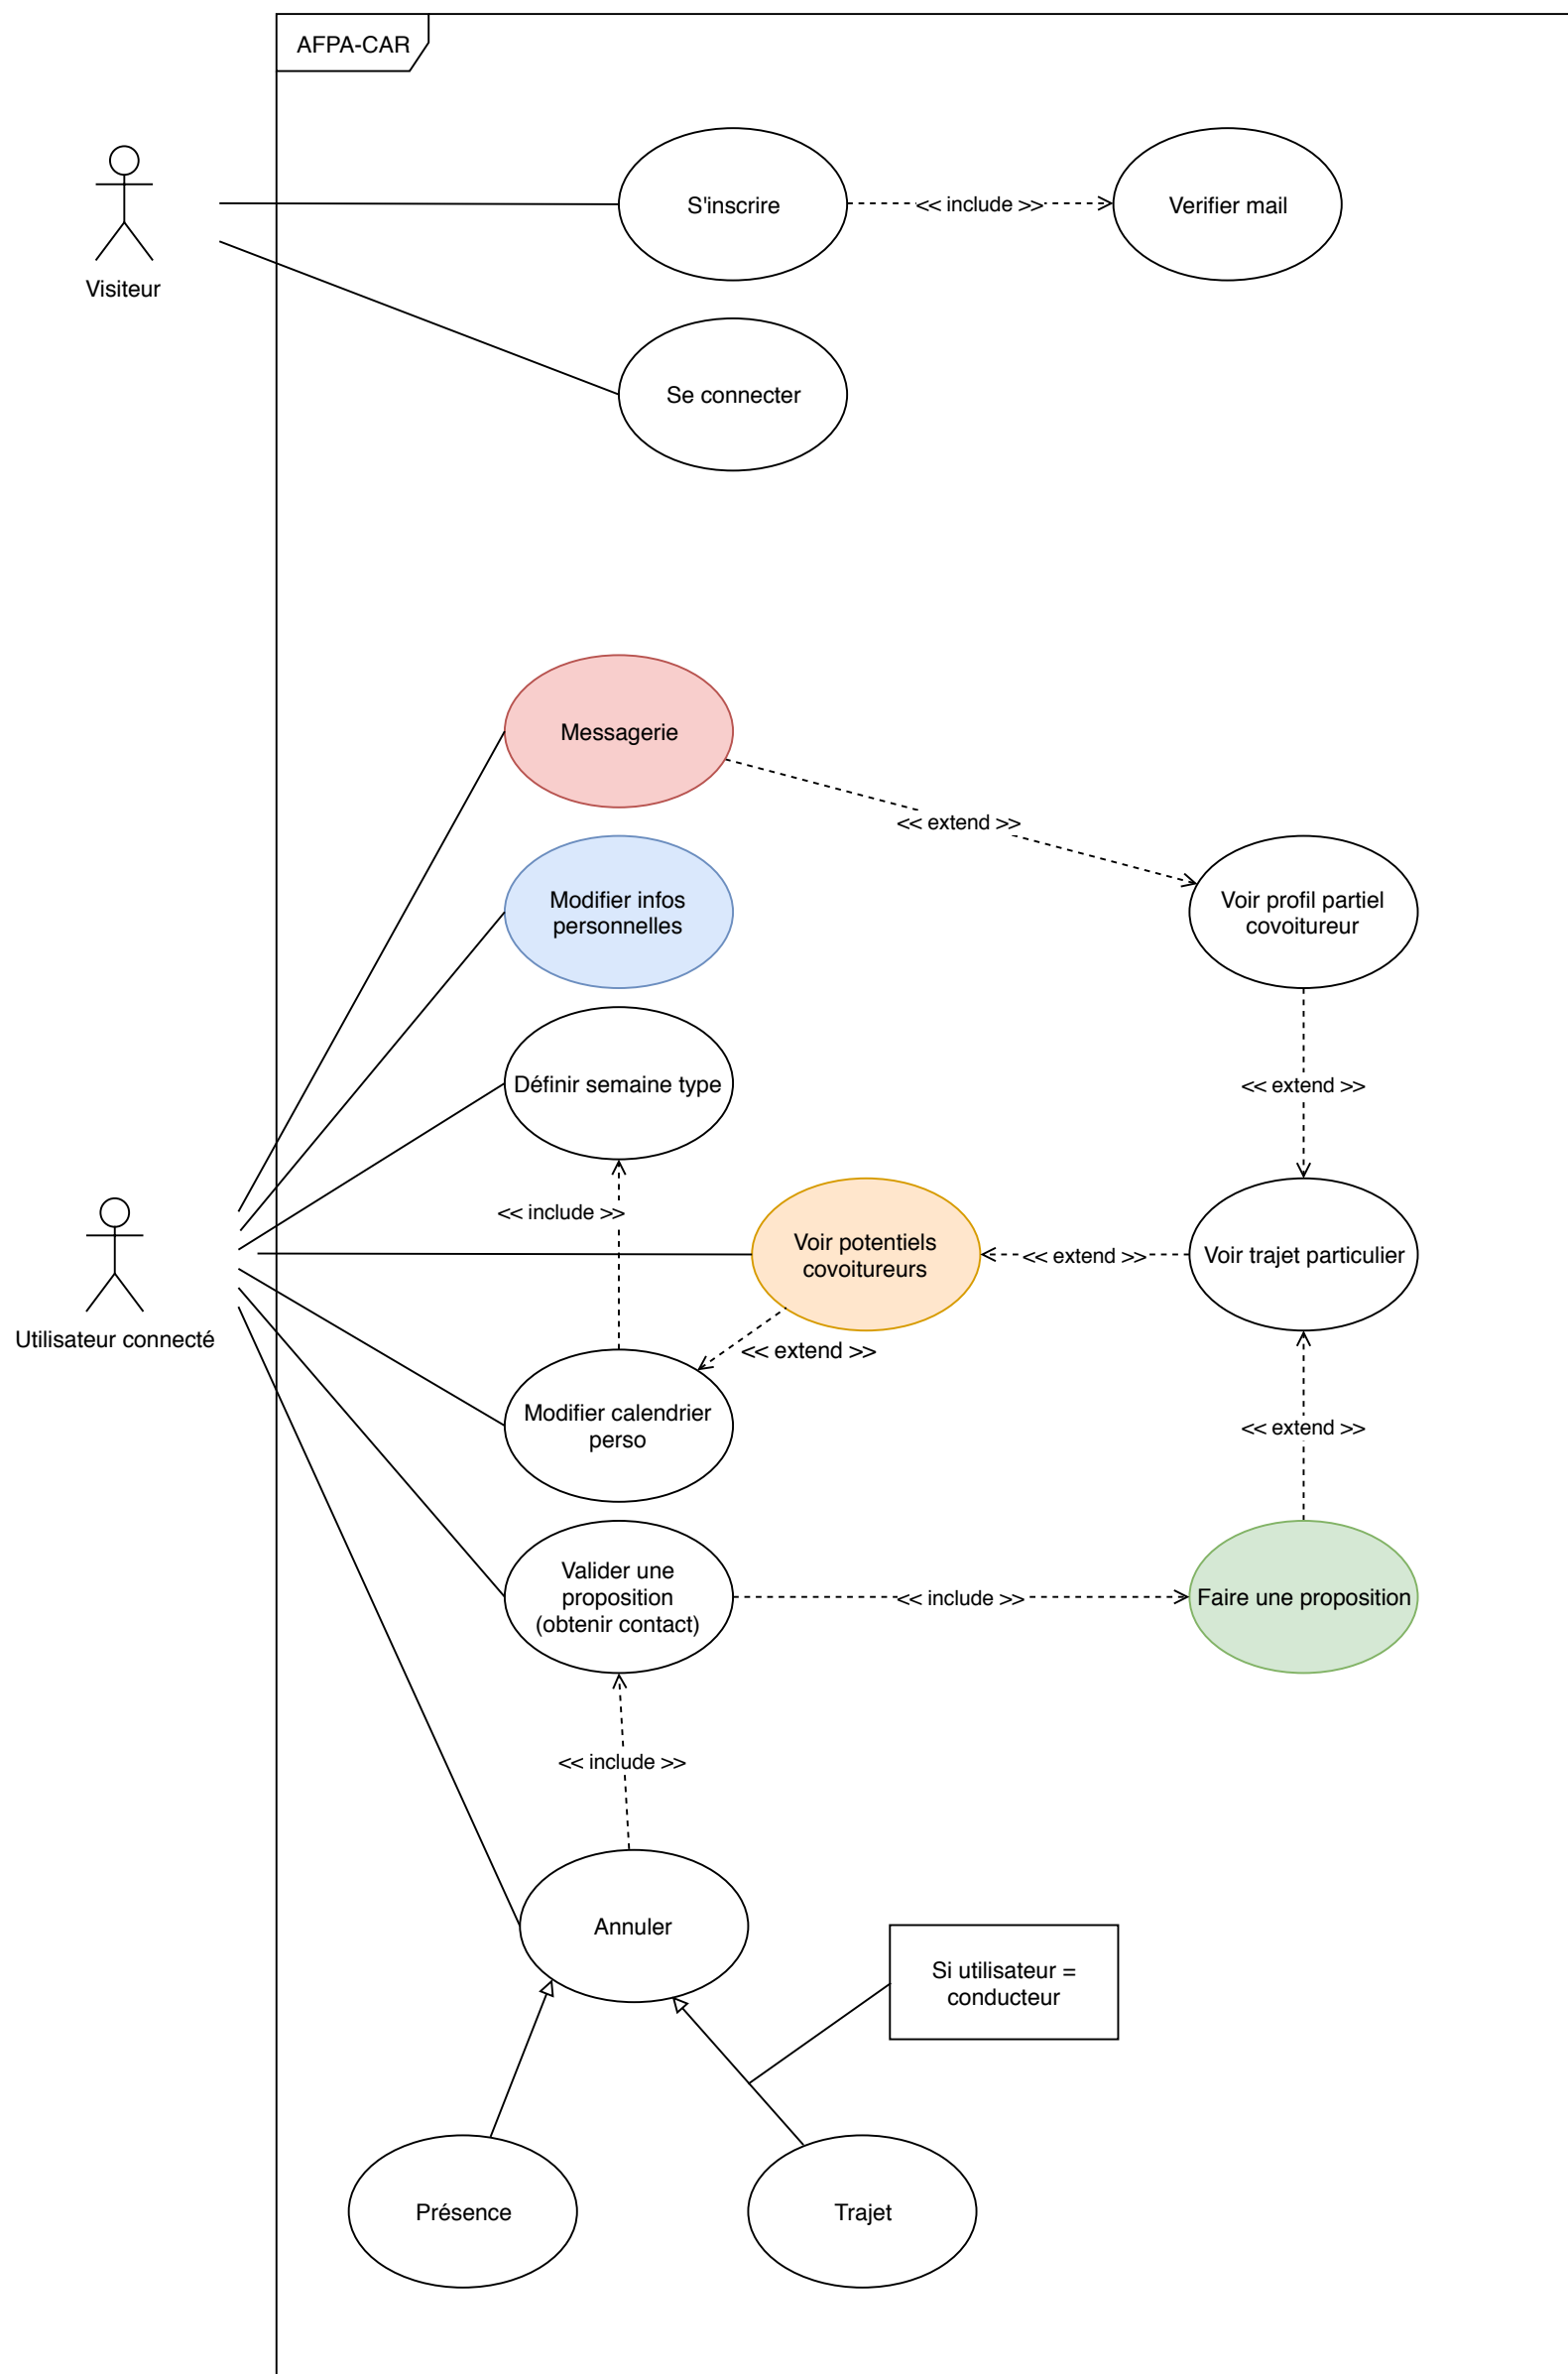 AFPA-CAR
S'inscrire
<< include >>
Verifier mail
Visiteur
Se connecter
Messagerie
<< extend >>
Modifier infos
personnelles
Voir profil partiel
covoitureur
Définir semaine type
<< extend >>
<< include >>
Voir potentiels
covoitureurs
<< extend >>
Voir trajet particulier
Utilisateur connecté
<< extend >>
Modifier calendrier
perso
<< extend >>
Valider une
proposition
(obtenir contact)
<< include >>
Faire une proposition
<< include >>
Annuler
Si utilisateur =
conducteur
Présence
Trajet